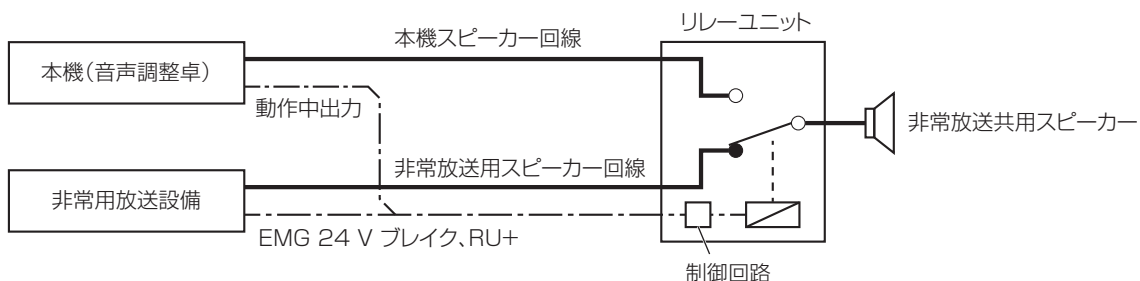 リレーユニット
本機スピーカー回線
本機（音声調整卓）
動作中出力
非常放送共用スピーカー
非常放送用スピーカー回線
非常用放送設備
EMG 24 V ブレイク、RU+
制御回路